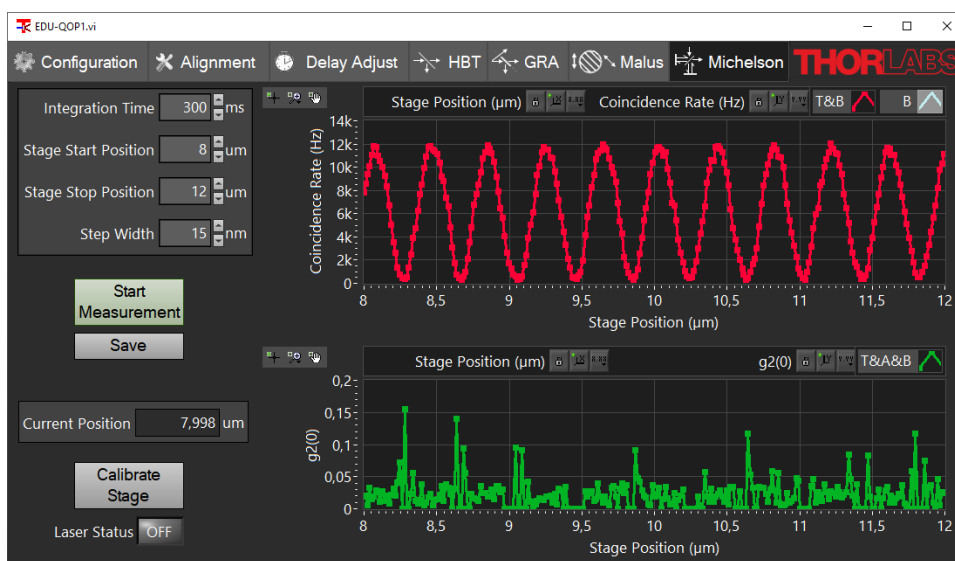 EDU-QOP1.vi
Configuration Alignment Delay Adjust HBT GRA Malus Michelson THORLABS
Integration Time 300 ms
Stage Start Position 8 um
Stage Stop Position 12 um
Step Width 15 nm
Start
Measurement
Save
Current Position 7,998 um
Calibrate
Stage
Laser Status OFF
Stage Position (μm) Coincidence Rate (Hz) T&B B
Coincidence Rate (Hz)
14k
12k
10k
8k
6k
4k
2k
0
8 8,5 9 9,5 10 10,5 11 11,5 12
Stage Position (μm)
Stage Position (μm) g2(0) T&A&B
g2(0)
0,2
0,15
0,1
0,05
0
8 8,5 9 9,5 10 10,5 11 11,5 12
Stage Position (μm)